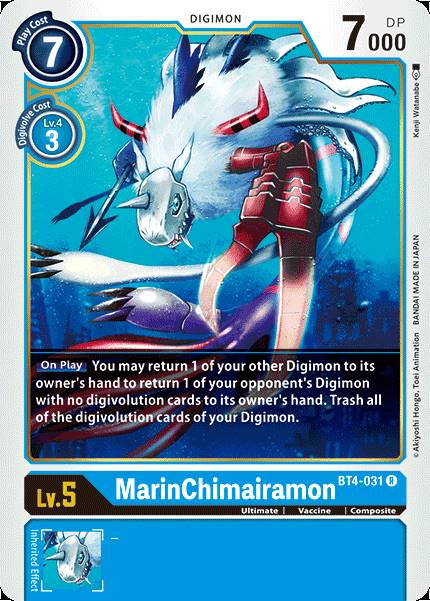 Play Cost
7
DIGIMON
DP
7000
Digivolve Cost
Lv.4
3
Kenji Watanabe
© Akiyoshi Hongo, Toei Animation BANDAI MADE IN JAPAN
On Play You may return 1 of your other Digimon to its
owner's hand to return 1 of your opponent's Digimon
with no digivolution cards to its owner's hand. Trash all
of the digivolution cards of your Digimon.
BT4-031 R
Lv.5 MarinChimairamon
Ultimate | Vaccine | Composite
Inherited Effect
–